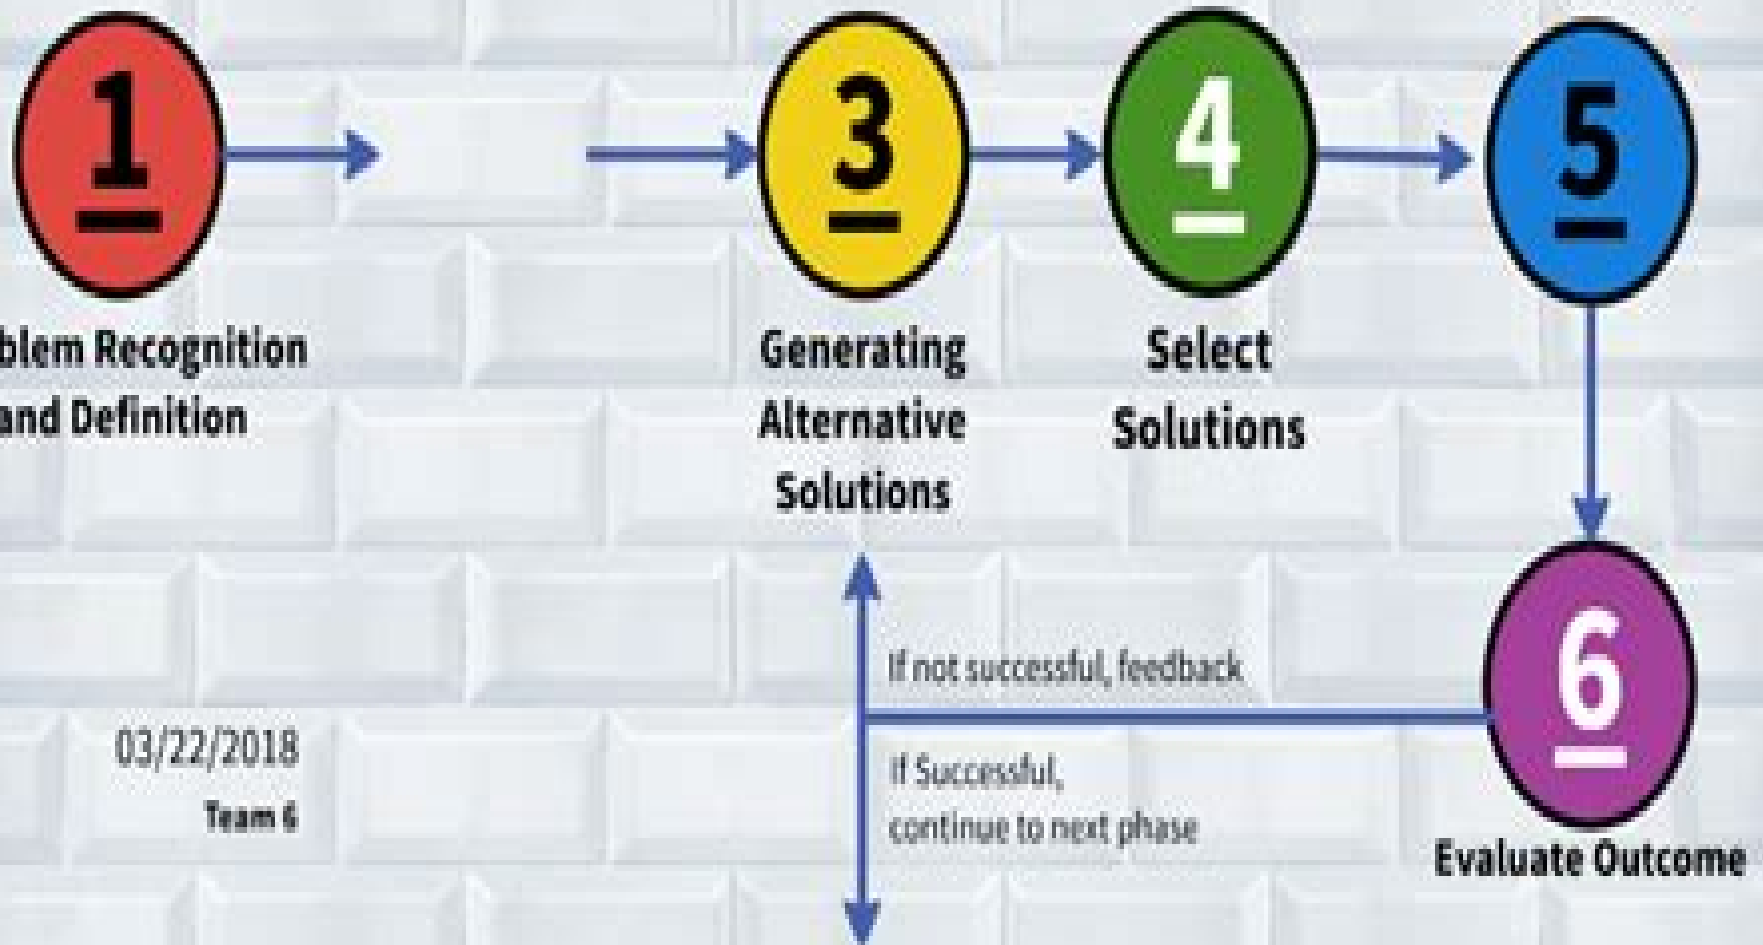 1
3
4
5
blem Recognition
and Definition
Generating
Alternative
Solutions
Select
Solutions
If not successful, feedback
6
If Successful,
continue to next phase
Evaluate Outcome
03/22/2018
Team 6